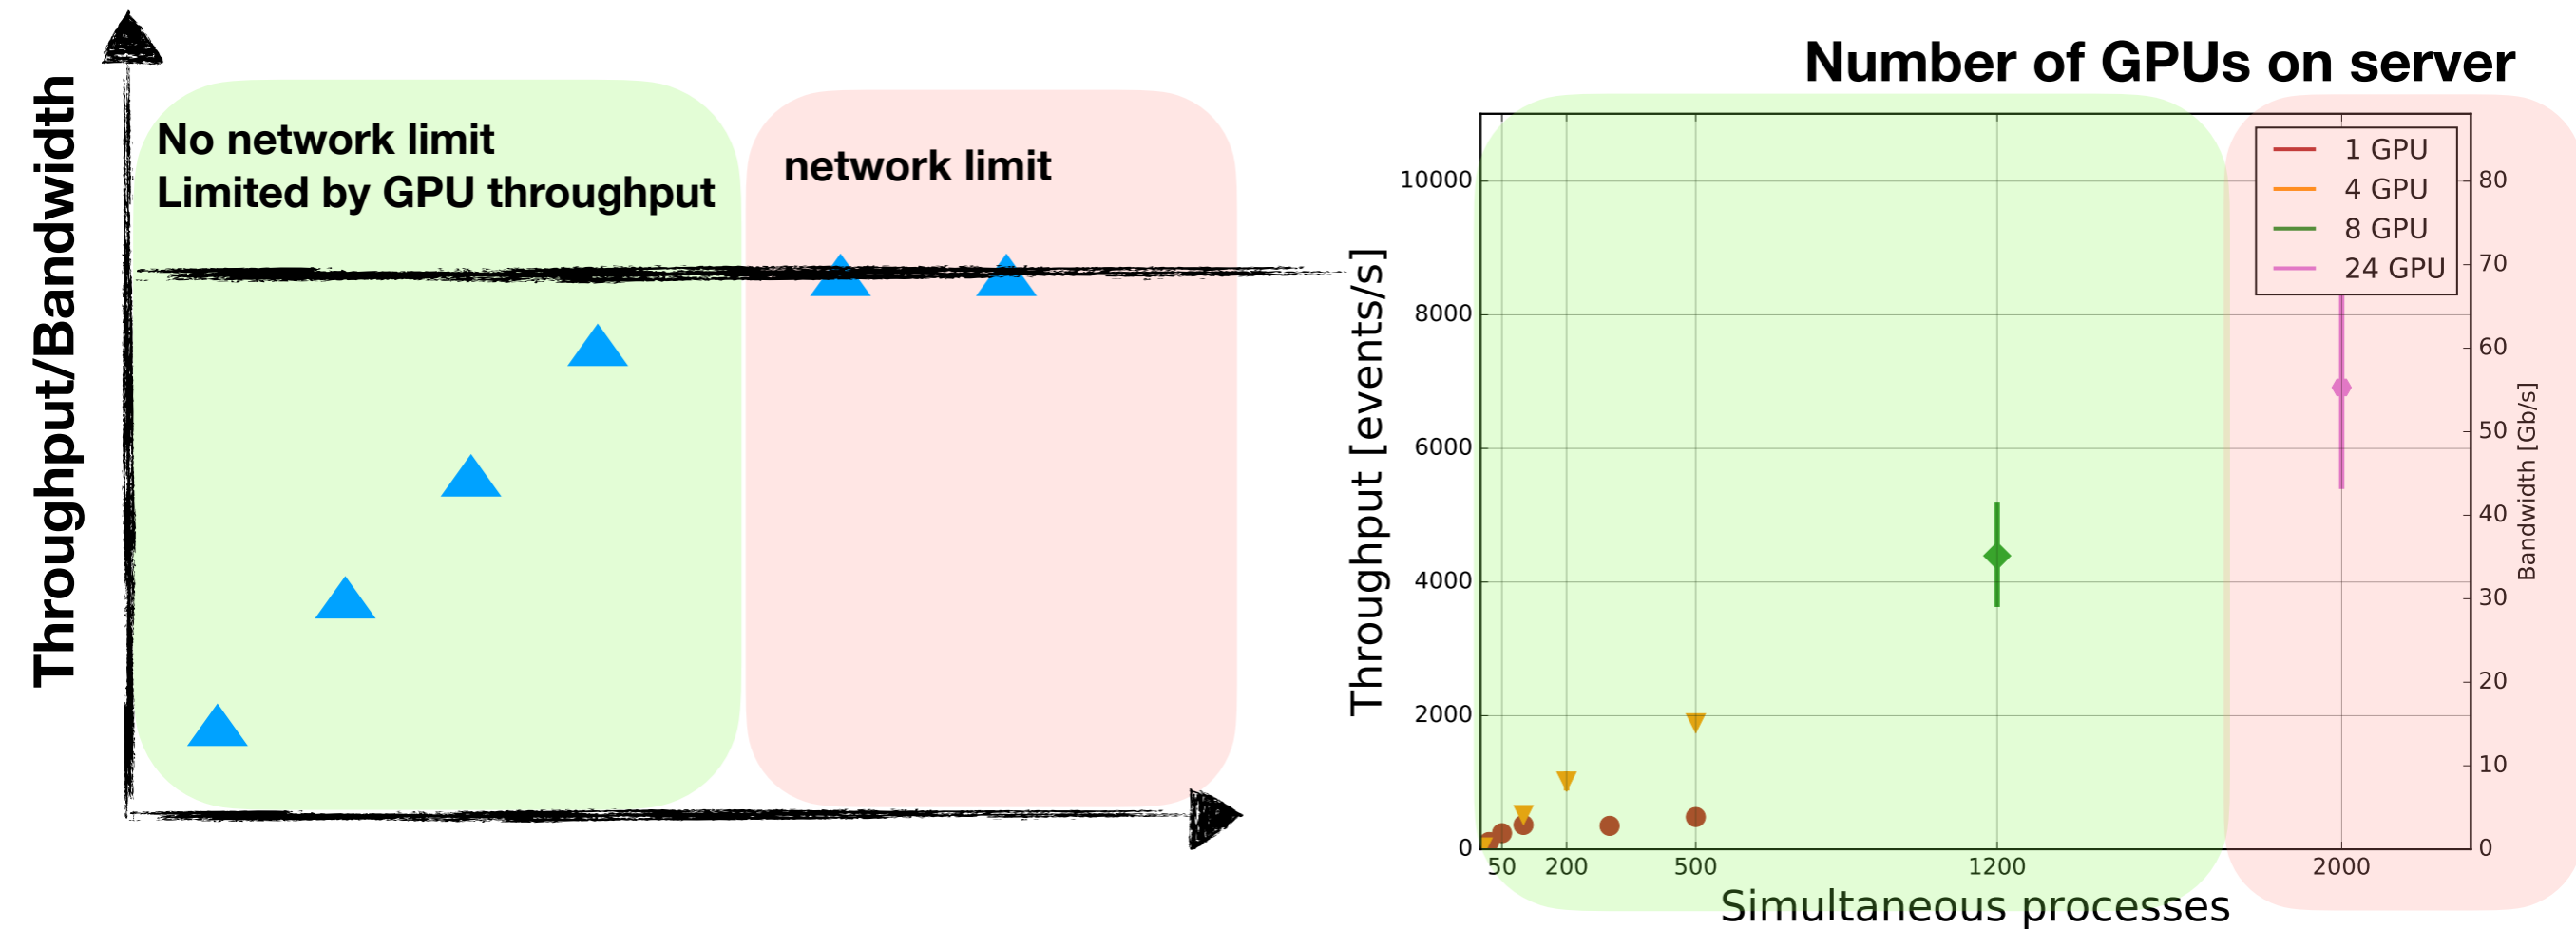 Throughput/Bandwidth
No network limit
Limited by GPU throughput
network limit
Number of GPUs on server
Throughput [events/s]
10000
8000
6000
4000
2000
0
50 200 500 1200 2000
Simultaneous processes
1 GPU
4 GPU
8 GPU
24 GPU
80
70
60
50
40
30
20
10
0
Bandwidth [Gb/s]